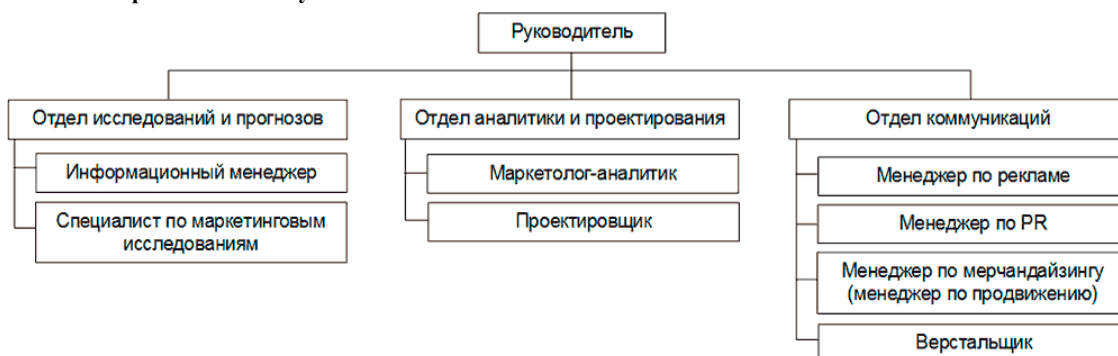 Руководитель
Отдел исследований и прогнозов
Информационный менеджер
Специалист по маркетинговым
исследованиям
Отдел аналитики и проектирования
Маркетолог-аналитик
Проектировщик
Отдел коммуникаций
Менеджер по рекламе
Менеджер по PR
Менеджер по мерчандайзингу
(менеджер по продвижению)
Верстальщик